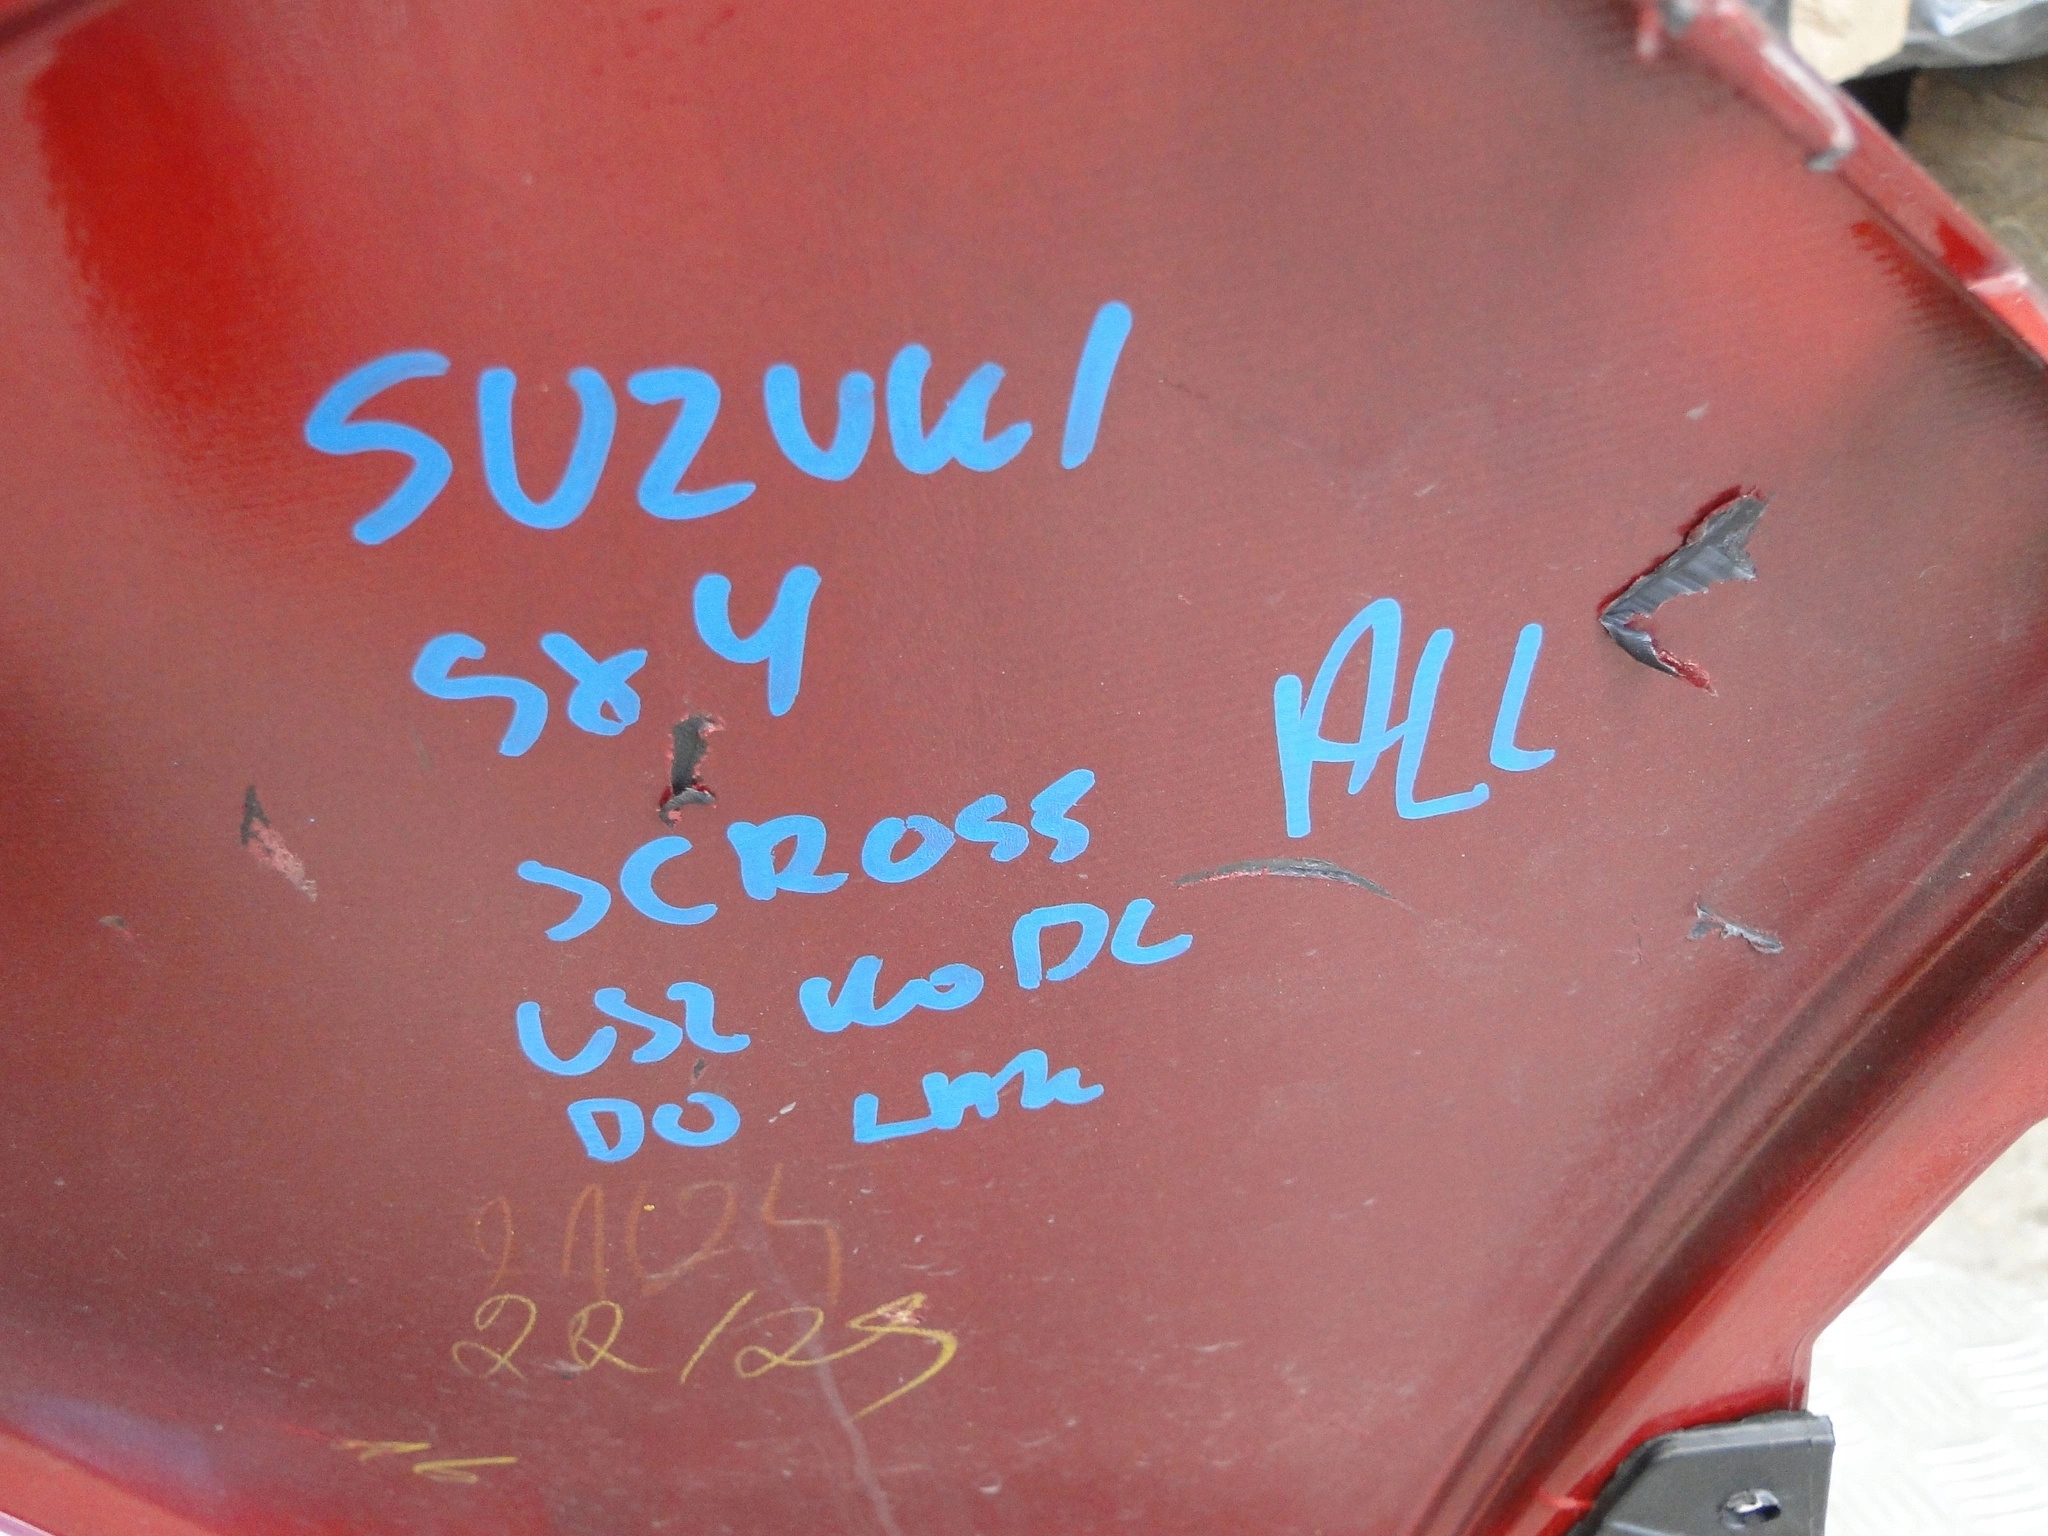 SUZUKI
SX4
SCROSS
ALL
USZKODZ
DO LAK
22/25